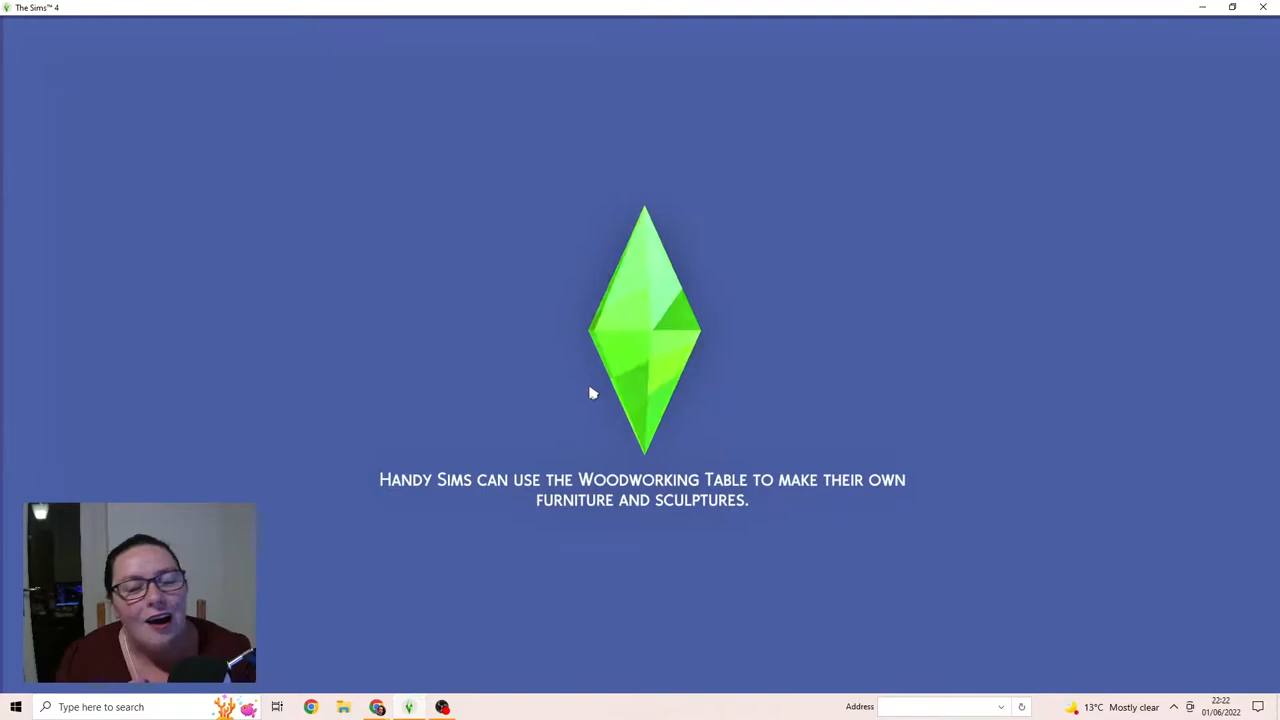 The Sims™ 4
HANDY SIMS CAN USE THE WOODWORKING TABLE TO MAKE THEIR OWN
FURNITURE AND SCULPTURES.
Type here to search
Address
13°C Mostly clear
22:22
01/06/2022